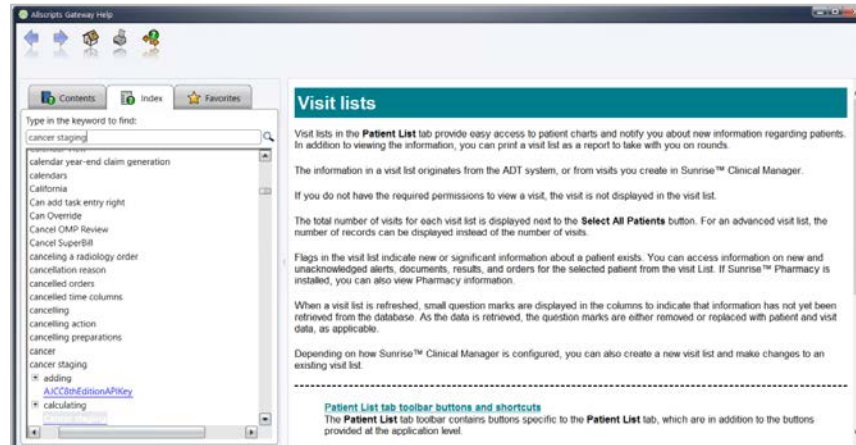 Allscripts Gateway Help
Contents
Index
Favorites
Type in the keyword to find:
cancer staging
calendar year-end claim generation
calendars
California
Can add task entry right
Can Override
Cancel OMP Review
Cancel SuperBill
canceling a radiology order
cancellation reason
cancelled orders
cancelled time columns
cancelling
cancelling action
cancelling preparations
cancer
cancer staging
adding
AJCC8thEditionAPIKey
calculating
Visit lists
Visit lists in the Patient List tab provide easy access to patient charts and notify you about new information regarding patients.
In addition to viewing the information, you can print a visit list as a report to take with you on rounds.
The information in a visit list originates from the ADT system, or from visits you create in Sunrise™ Clinical Manager.
If you do not have the required permissions to view a visit, the visit is not displayed in the visit list.
The total number of visits for each visit list is displayed next to the Select All Patients button. For an advanced visit list, the
number of records can be displayed instead of the number of visits.
Flags in the visit list indicate new or significant information about a patient exists. You can access information on new and
unacknowledged alerts, documents, results, and orders for the selected patient from the visit List. If Sunrise™ Pharmacy is
installed, you can also view Pharmacy information.
When a visit list is refreshed, small question marks are displayed in the columns to indicate that information has not yet been
retrieved from the database. As the data is retrieved, the question marks are either removed or replaced with patient and visit
data, as applicable.
Depending on how Sunrise™ Clinical Manager is configured, you can also create a new visit list and make changes to an
existing visit list.
Patient List tab toolbar buttons and shortcuts
The Patient List tab toolbar contains buttons specific to the Patient List tab, which are in addition to the buttons
provided at the application level.